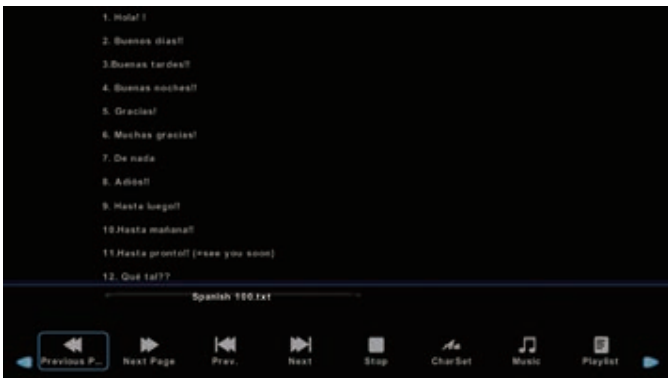 1. Hola! !
2. Buenos días!!
3.Buenas tardes!!
4. Buenas noches!!
5. Gracias!
6. Muchas gracias!
7. De nada
8. Adiós!!
9. Hasta luego!!
10.Hasta mañana!!
11.Hasta pronto!! (=see you soon)
12. Qué tal??
Spanish 100.txt
Previous P... Next Page Prev. Next Stop CharSet Music Playlist